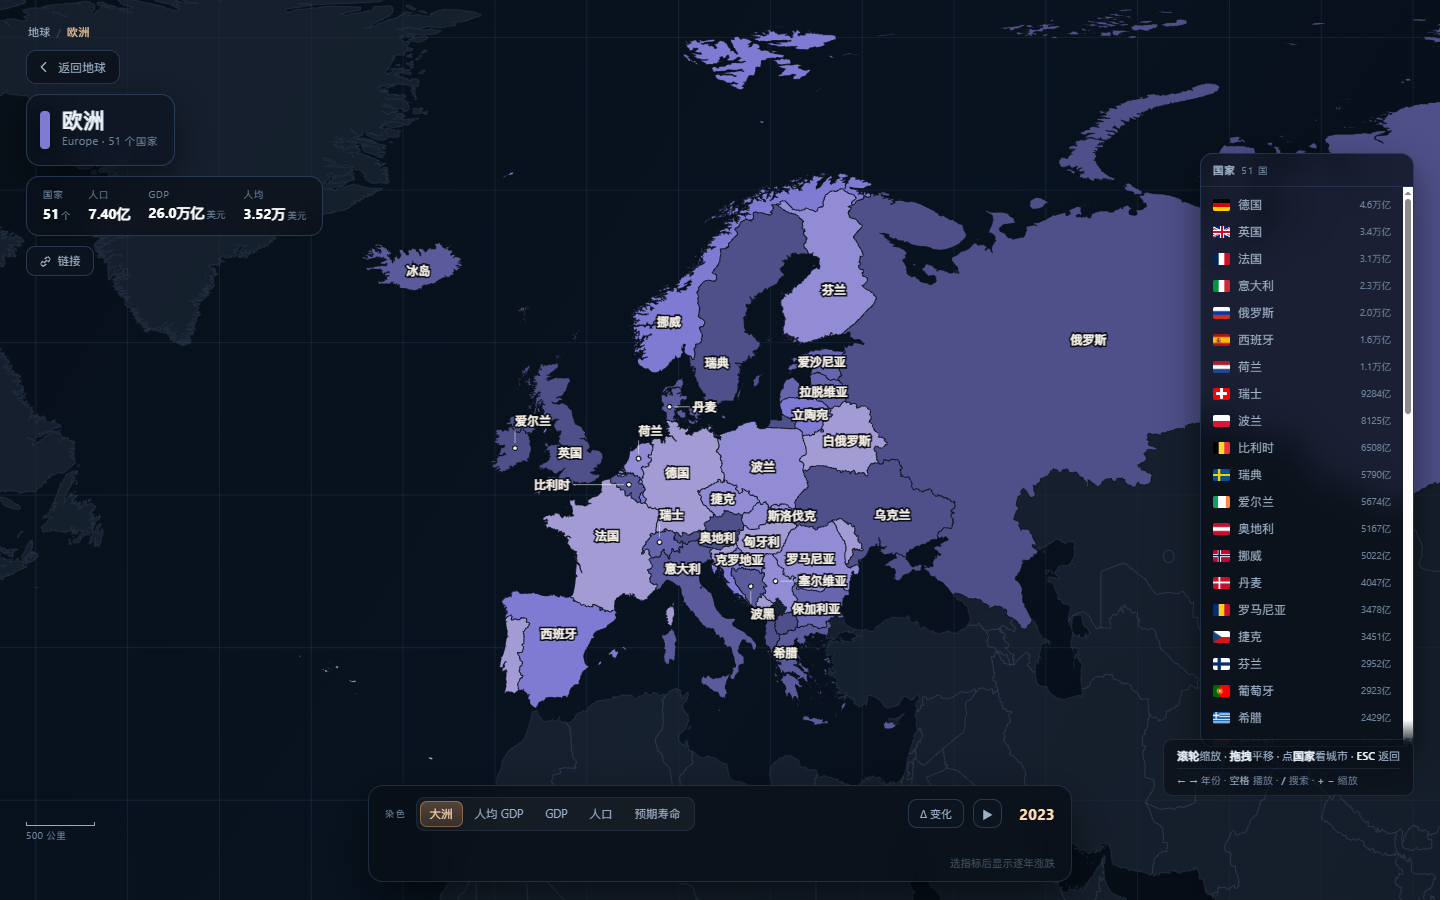 地球 / 欧洲
返回地球
欧洲
Europe · 51 个国家
国家 人口 GDP 人均
51个 7.40亿 26.0万亿美元 3.52万美元
链接
500 公里
冰岛
挪威
芬兰
瑞典
俄罗斯
爱沙尼亚
拉脱维亚
立陶宛
丹麦
爱尔兰
荷兰
英国
白俄罗斯
德国
波兰
比利时
捷克
瑞士
斯洛伐克
乌克兰
法国
奥地利
匈牙利
克罗地亚
罗马尼亚
意大利
塞尔维亚
波黑
保加利亚
西班牙
希腊
国家 51 国
德国 4.6万亿
英国 3.4万亿
法国 3.1万亿
意大利 2.3万亿
俄罗斯 2.0万亿
西班牙 1.6万亿
荷兰 1.1万亿
瑞士 9284亿
波兰 8125亿
比利时 6508亿
瑞典 5790亿
爱尔兰 5674亿
奥地利 5167亿
挪威 5022亿
丹麦 4047亿
罗马尼亚 3478亿
捷克 3451亿
芬兰 2952亿
葡萄牙 2923亿
希腊 2429亿
滚轮缩放 · 拖拽平移 · 点国家看城市 · ESC 返回
← → 年份 · 空格 播放 · / 搜索 · + − 缩放
染色 大洲 人均 GDP GDP 人口 预期寿命 Δ 变化 ▶ 2023
选指标后显示逐年涨跌